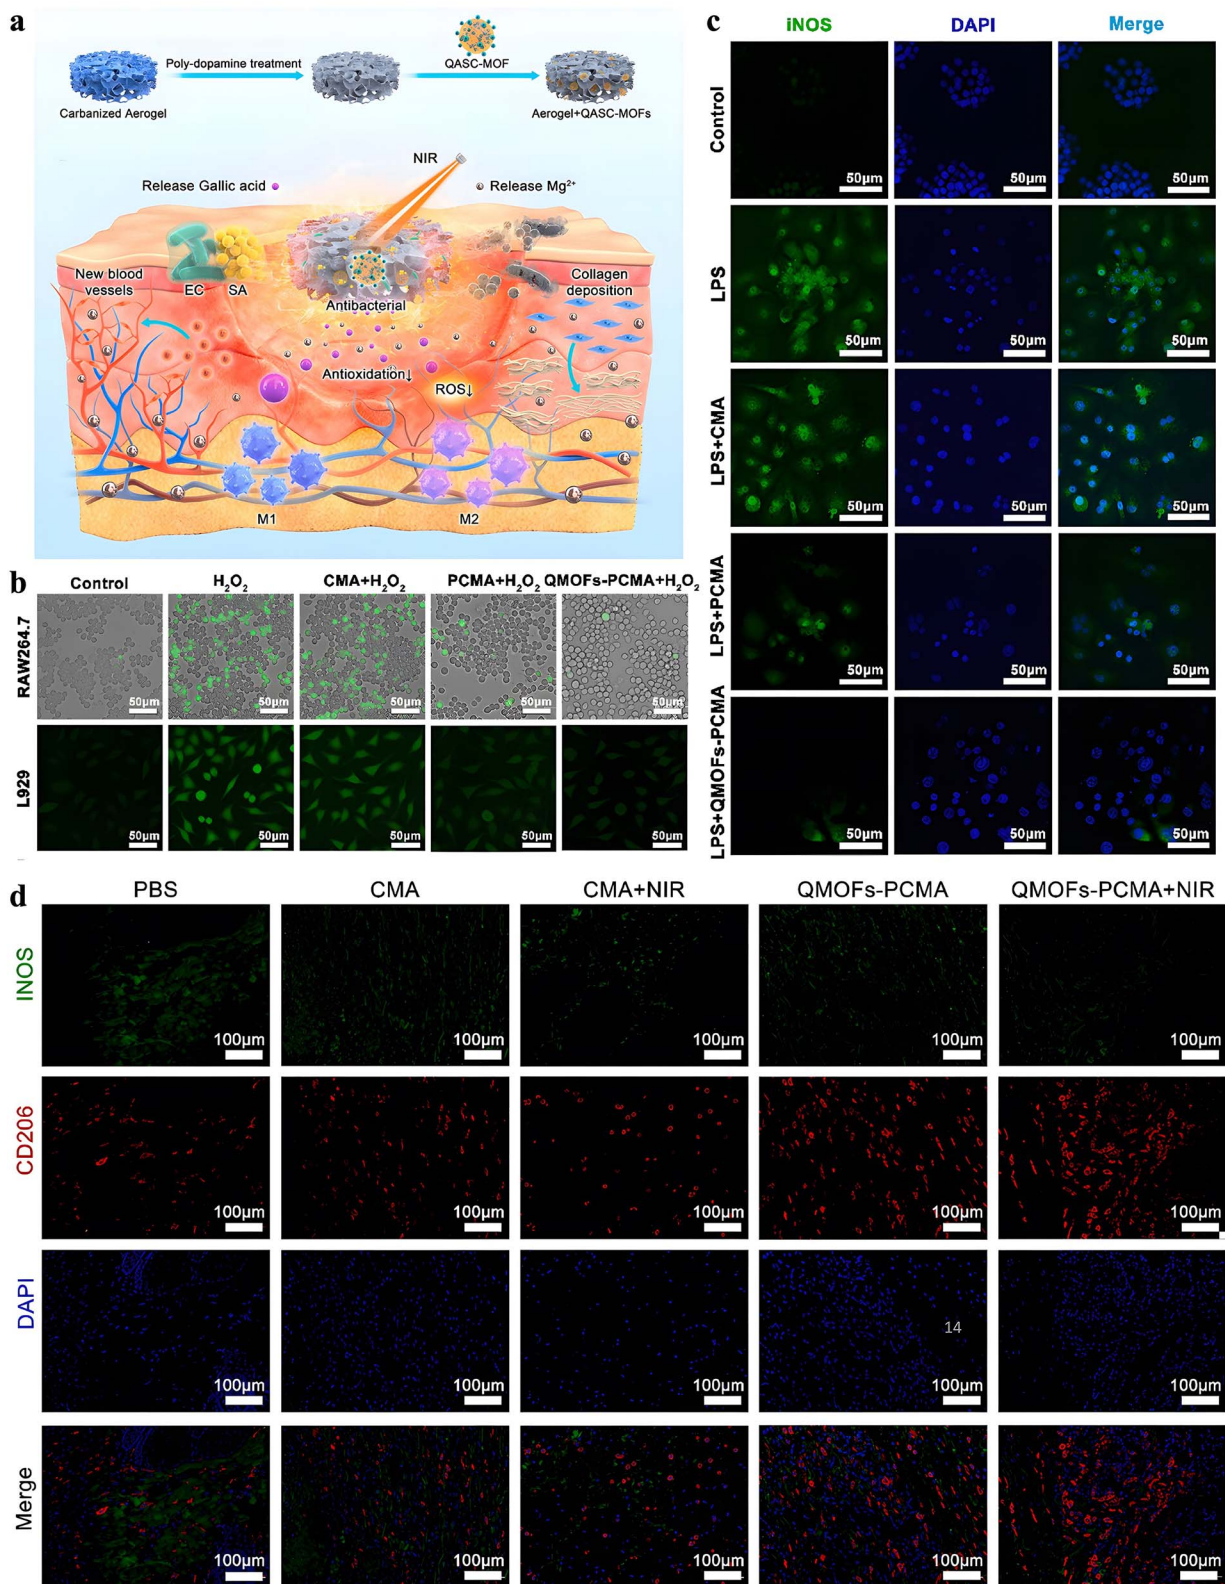 a
Poly-dopamine treatment
QASC-MOF
Carbanized Aerogel
Aerogel+QASC-MOFs
NIR
Release Gallic acid
Release Mg²⁺
New blood
vessels
EC
SA
Collagen
deposition
Antibacterial
Antioxidation↓
ROS↓
M1
M2
b
Control
H₂O₂
CMA+H₂O₂
PCMA+H₂O₂
QMOFs-PCMA+H₂O₂
RAW264.7
50µm
50µm
50µm
50µm
50µm
L929
50µm
50µm
50µm
50µm
50µm
c
iNOS
DAPI
Merge
Control
50µm
50µm
50µm
LPS
50µm
50µm
50µm
LPS+CMA
50µm
50µm
50µm
LPS+PCMA
50µm
50µm
50µm
LPS+QMOFs-PCMA
50µm
50µm
50µm
d
PBS
CMA
CMA+NIR
QMOFs-PCMA
QMOFs-PCMA+NIR
INOS
100µm
100µm
100µm
100µm
100µm
CD206
100µm
100µm
100µm
100µm
100µm
DAPI
14
100µm
100µm
100µm
100µm
100µm
Merge
100µm
100µm
100µm
100µm
100µm